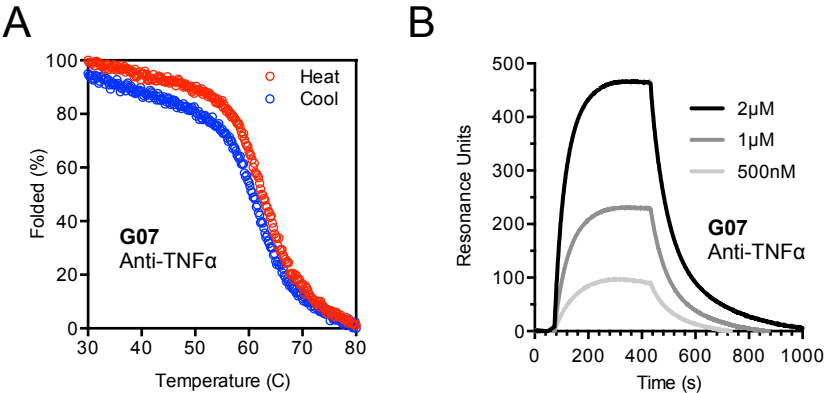 A
100
80
60
40
20
0
Folded (%)
Heat
Cool
G07
Anti-TNFα
30
40
50
60
70
80
Temperature (C)
B
500
400
300
200
100
0
Resonance Units
2µM
1µM
500nM
G07
Anti-TNFα
0
200
400
600
800
1000
Time (s)